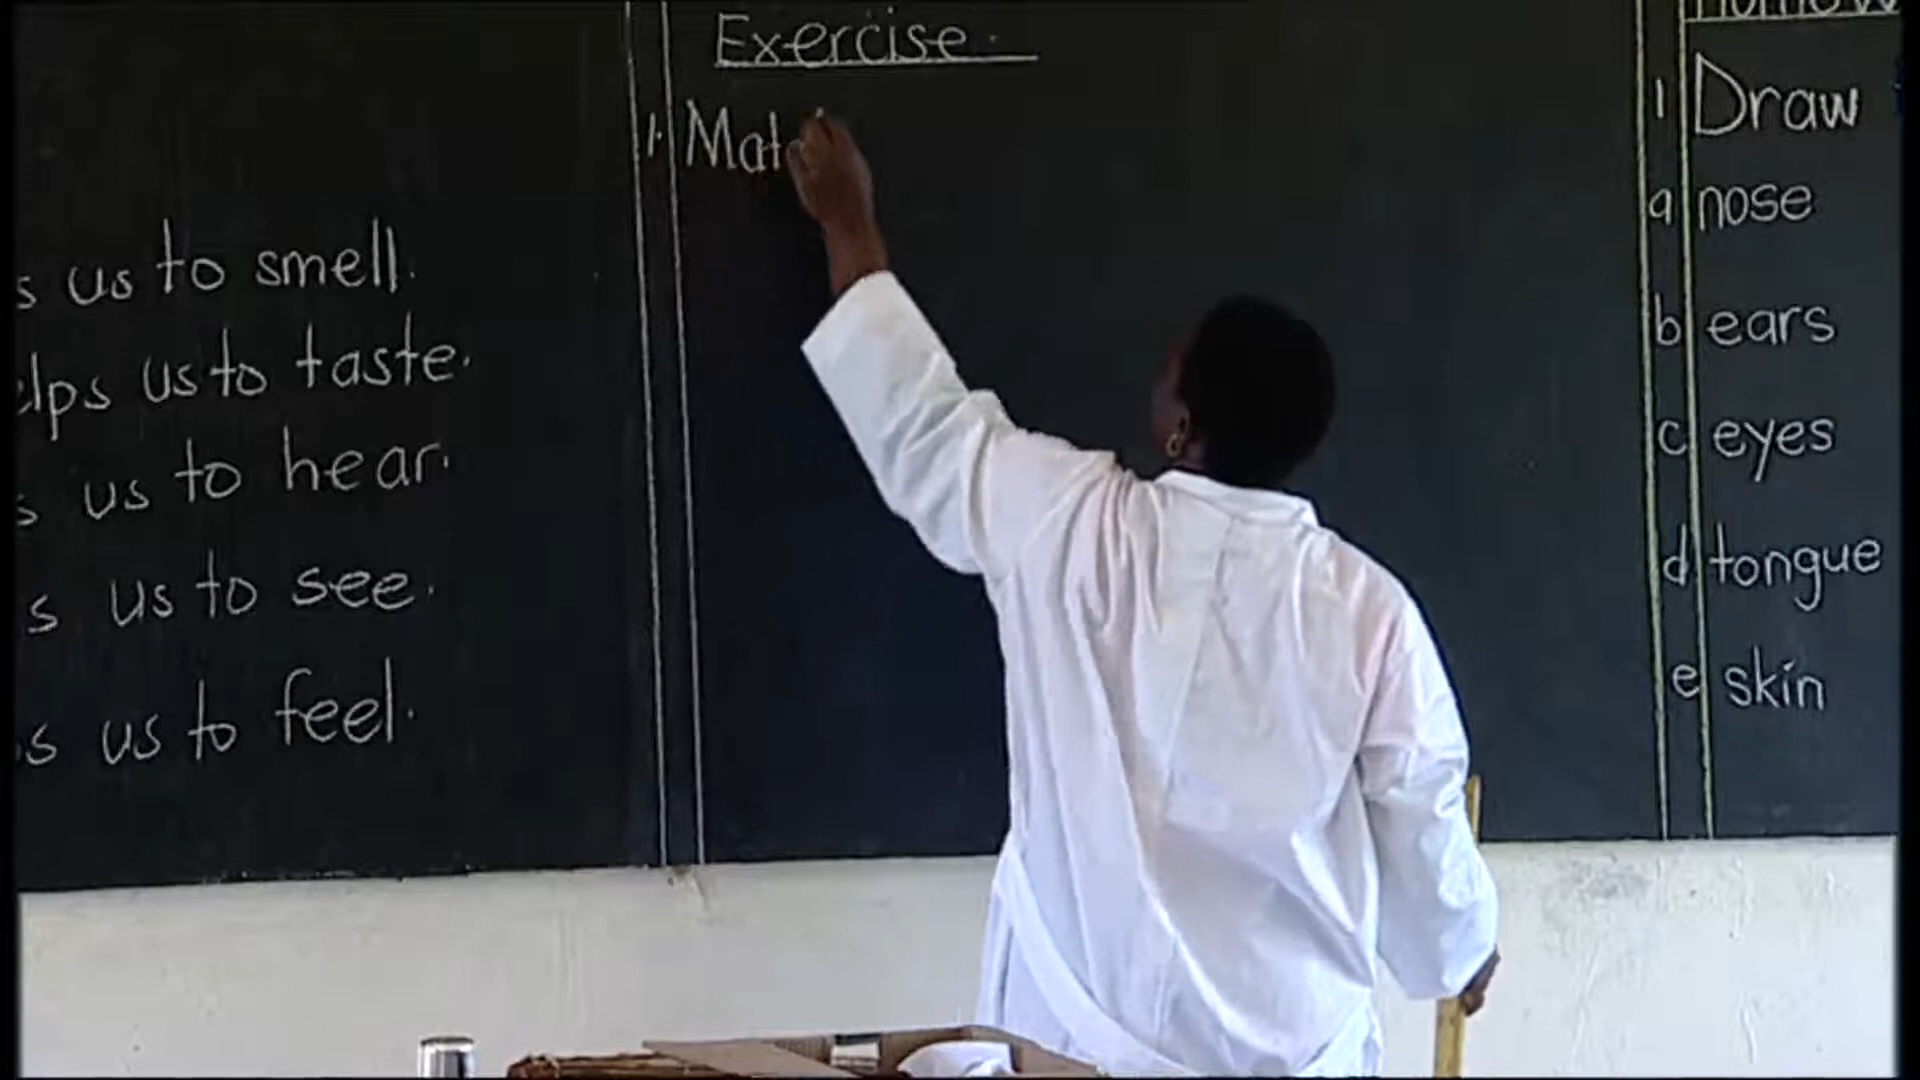 us to smell.
us to taste.
us to hear.
us to see.
us to feel.
Exercise.
1. Mat
1 Draw
a nose
b ears
c eyes
d tongue
e skin